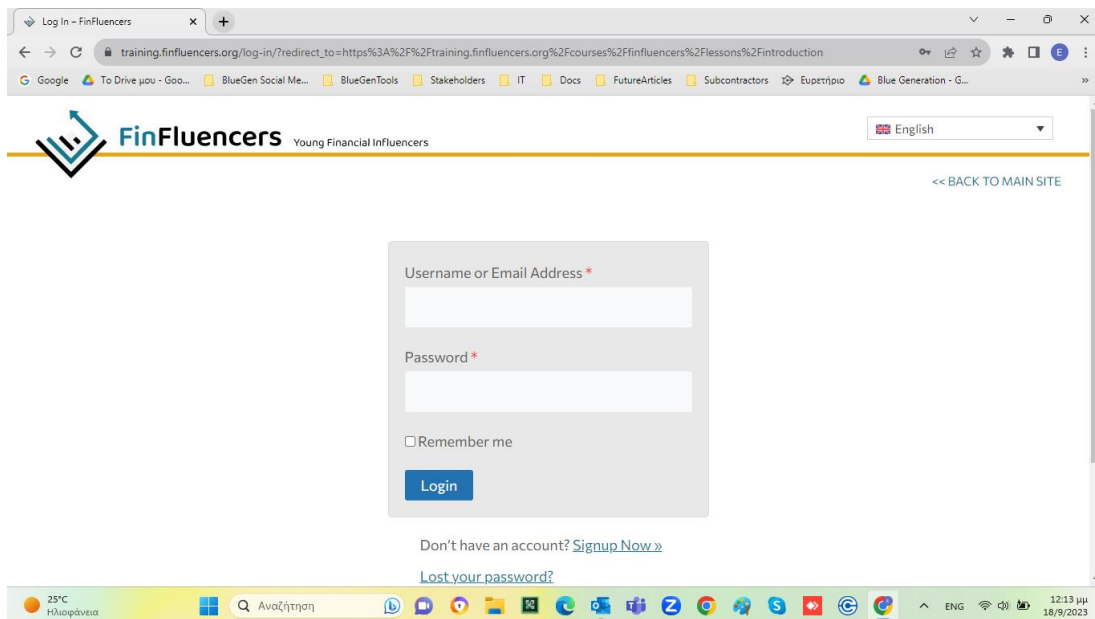 Log In – FinFluencers
training.finfluencers.org/log-in/?redirect_to=https%3A%2F%2Ftraining.finfluencers.org%2Fcourses%2Ffinfluencers%2Flessons%2Fintroduction
E
Google To Drive μου - Goo... BlueGen Social Me... BlueGenTools Stakeholders IT Docs FutureArticles Subcontractors Ευρετήριο Blue Generation - G... »
FinFluencers Young Financial Influencers
English
<< BACK TO MAIN SITE
Username or Email Address *
Password *
Remember me
Login
Don't have an account? Signup Now »
Lost your password?
25°C
Ηλιοφάνεια
Αναζήτηση
ENG
12:13 μμ
18/9/2023